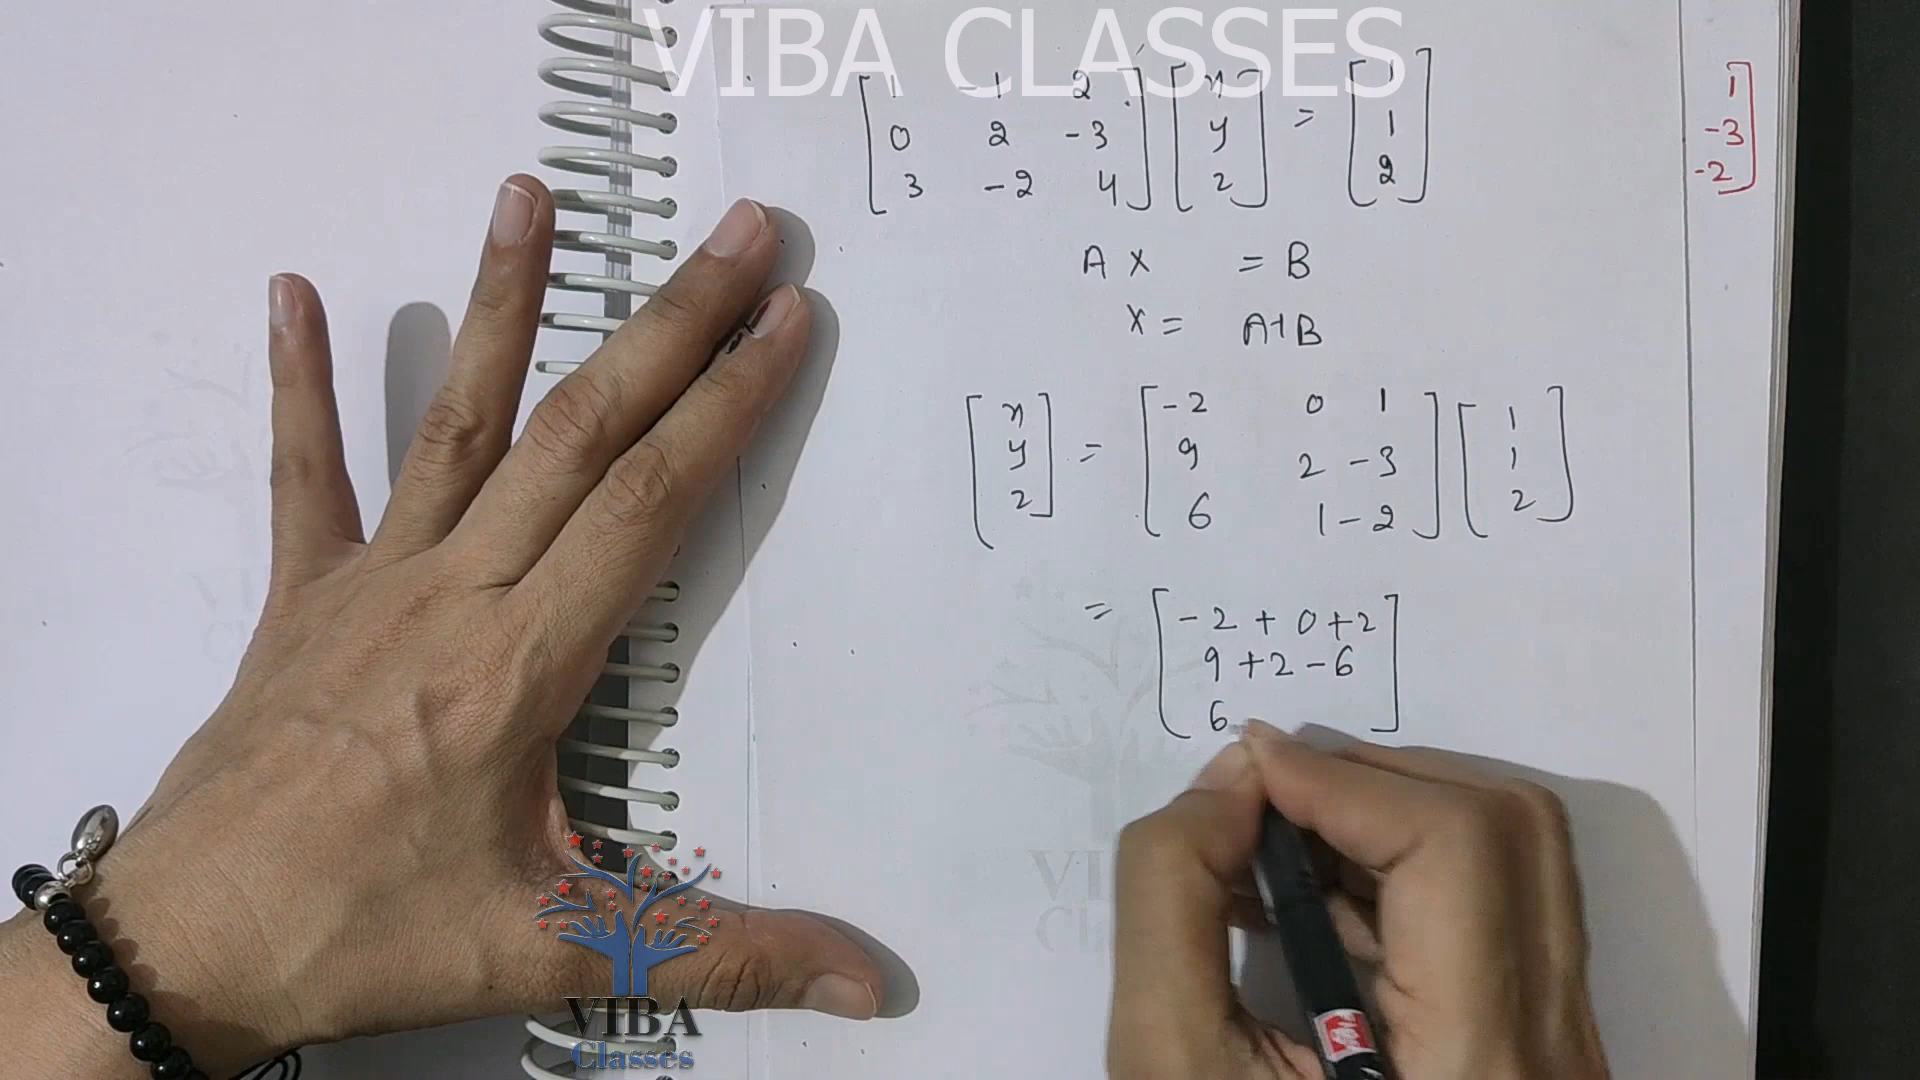 VIBA CLASSES
[1 -1 2] [x] = [1]
[0 2 -3] [y] [1]
[3 -2 4] [z] [2]
1
-3
-2
A X = B
X = A-1B
[x] = [-2 0 1] [1]
[y] [9 2 -3] [1]
[z] [6 1 -2] [2]
= [-2 + 0 + 2]
[9 + 2 - 6]
[6
VIBA
Classes